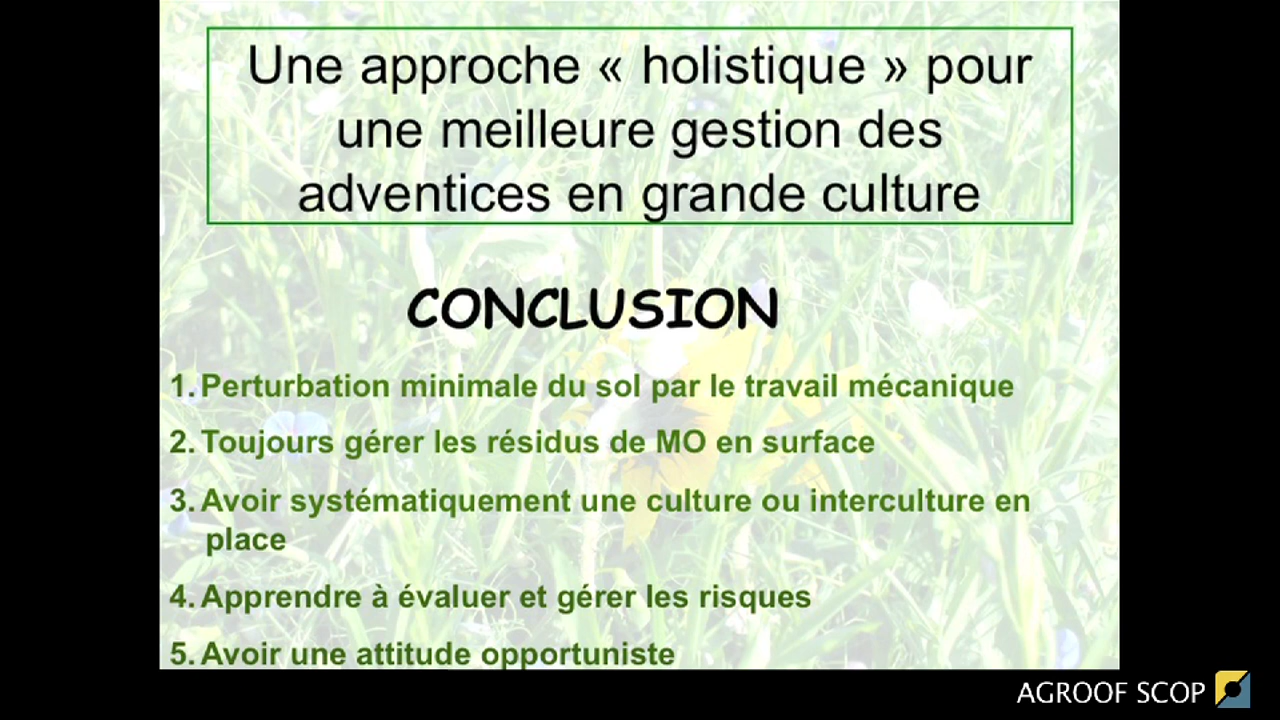 Une approche « holistique » pour
une meilleure gestion des
adventices en grande culture
CONCLUSION
1. Perturbation minimale du sol par le travail mécanique
2. Toujours gérer les résidus de MO en surface
3. Avoir systématiquement une culture ou interculture en
place
4. Apprendre à évaluer et gérer les risques
5. Avoir une attitude opportuniste
AGROOF SCOP